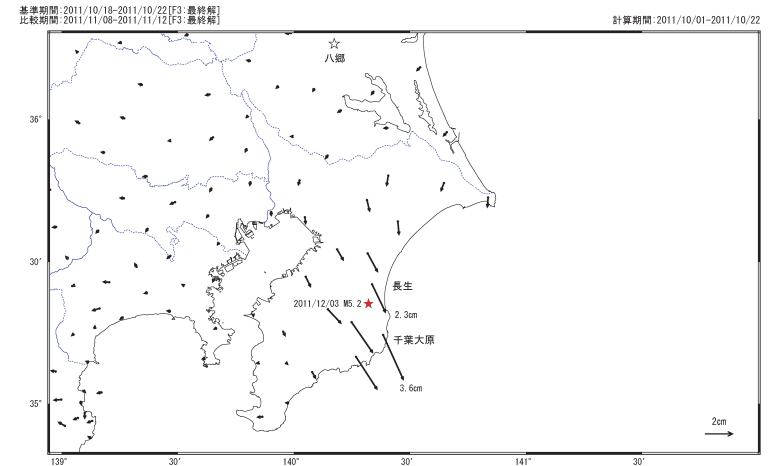 基準期間:2011/10/18-2011/10/22[F3:最終解]
比較期間:2011/11/08-2011/11/12[F3:最終解]
計算期間:2011/10/01-2011/10/22
☆
八郷
36°
30′
長生
2011/12/03 M5.2 ★
2.3cm
千葉大原
3.6cm
35°
2cm
139° 30′ 140° 30′ 141° 30′